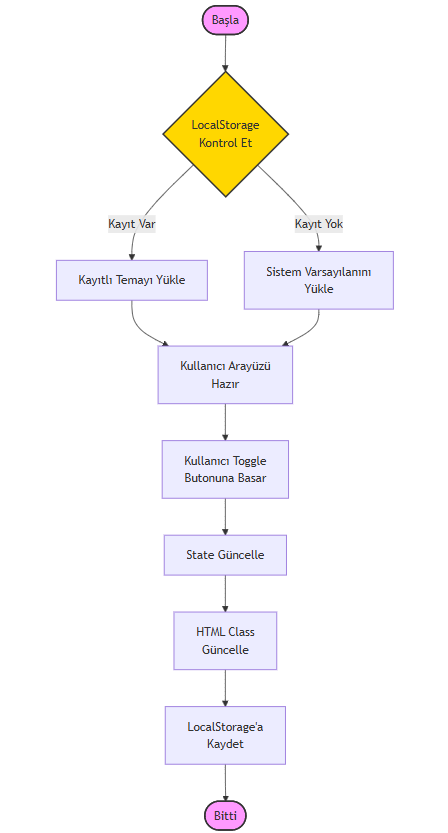 Başla
LocalStorage
Kontrol Et
Kayıt Var
Kayıt Yok
Kayıtlı Temayı Yükle
Sistem Varsayılanını
Yükle
Kullanıcı Arayüzü
Hazır
Kullanıcı Toggle
Butonuna Basar
State Güncelle
HTML Class
Güncelle
LocalStorage'a
Kaydet
Bitti